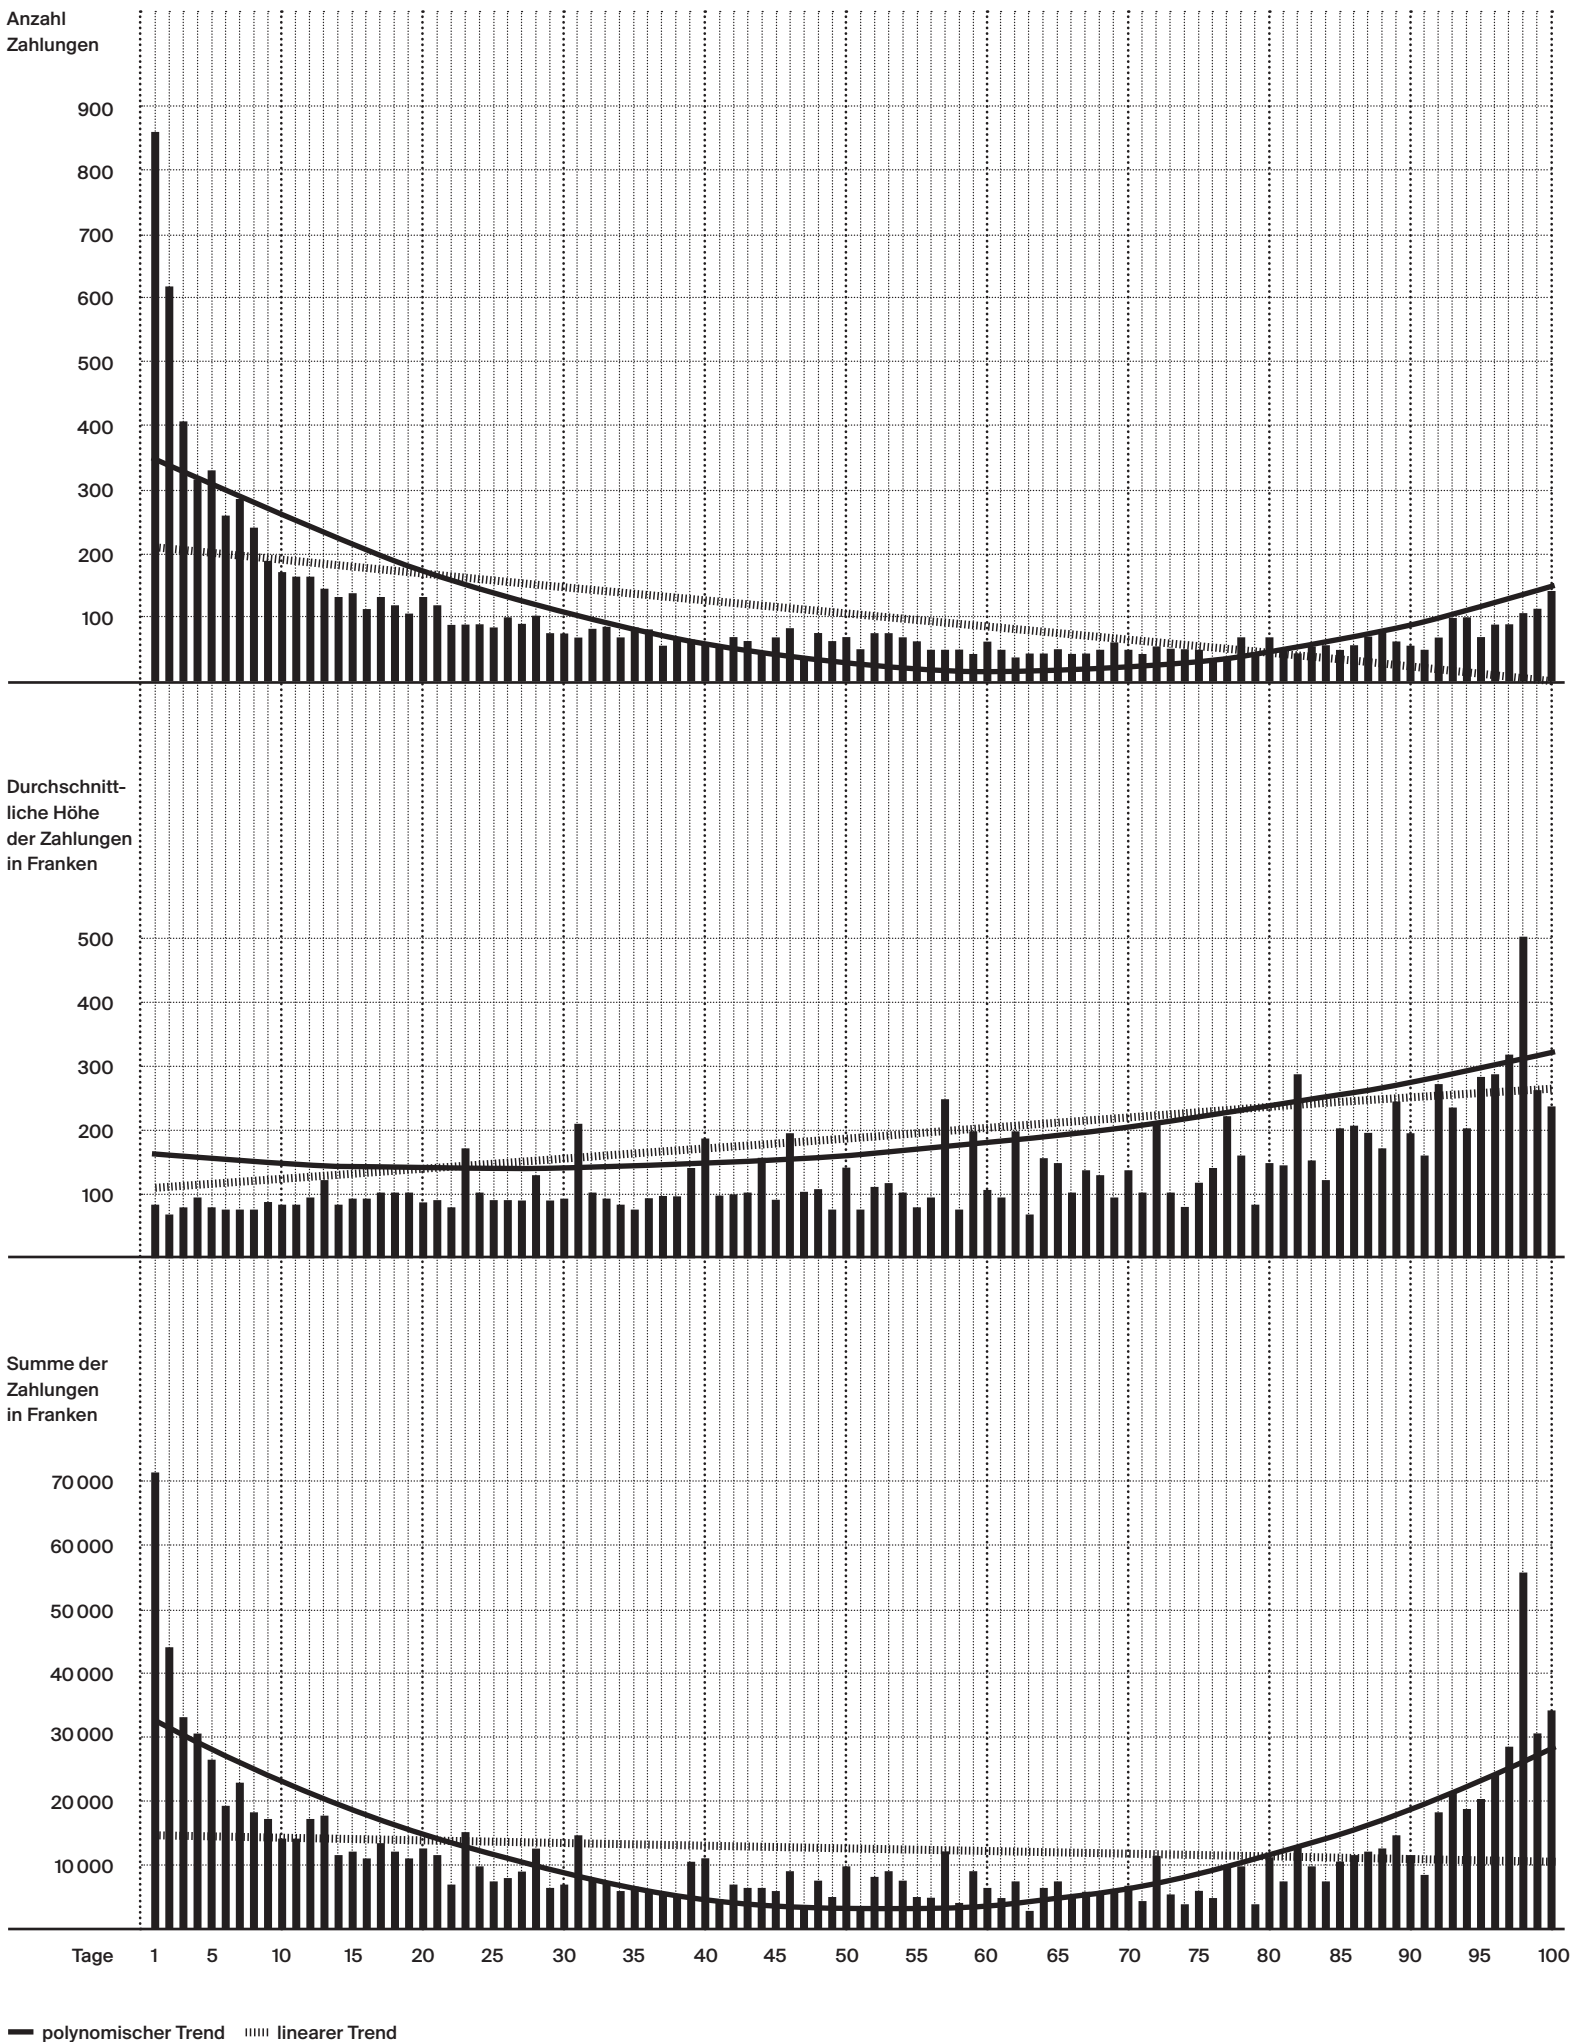 Anzahl
Zahlungen
900
800
700
600
500
400
300
200
100
Durchschnitt-
liche Höhe
der Zahlungen
in Franken
500
400
300
200
100
Summe der
Zahlungen
in Franken
70 000
60 000
50 000
40 000
30 000
20 000
10 000
Tage 1 5 10 15 20 25 30 35 40 45 50 55 60 65 70 75 80 85 90 95 100
polynomischer Trend linearer Trend